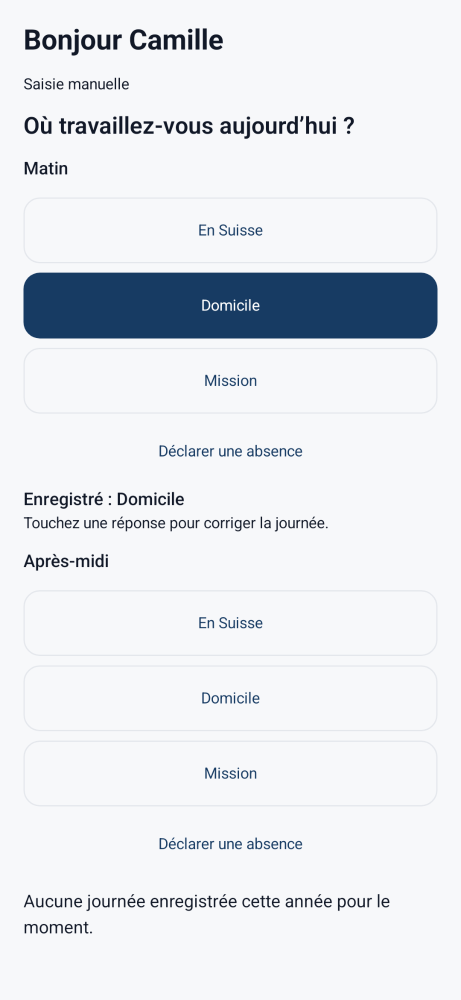 Bonjour Camille
Saisie manuelle
Où travaillez-vous aujourd’hui ?
Matin
En Suisse
Domicile
Mission
Déclarer une absence
Enregistré : Domicile
Touchez une réponse pour corriger la journée.
Après-midi
En Suisse
Domicile
Mission
Déclarer une absence
Aucune journée enregistrée cette année pour le
moment.